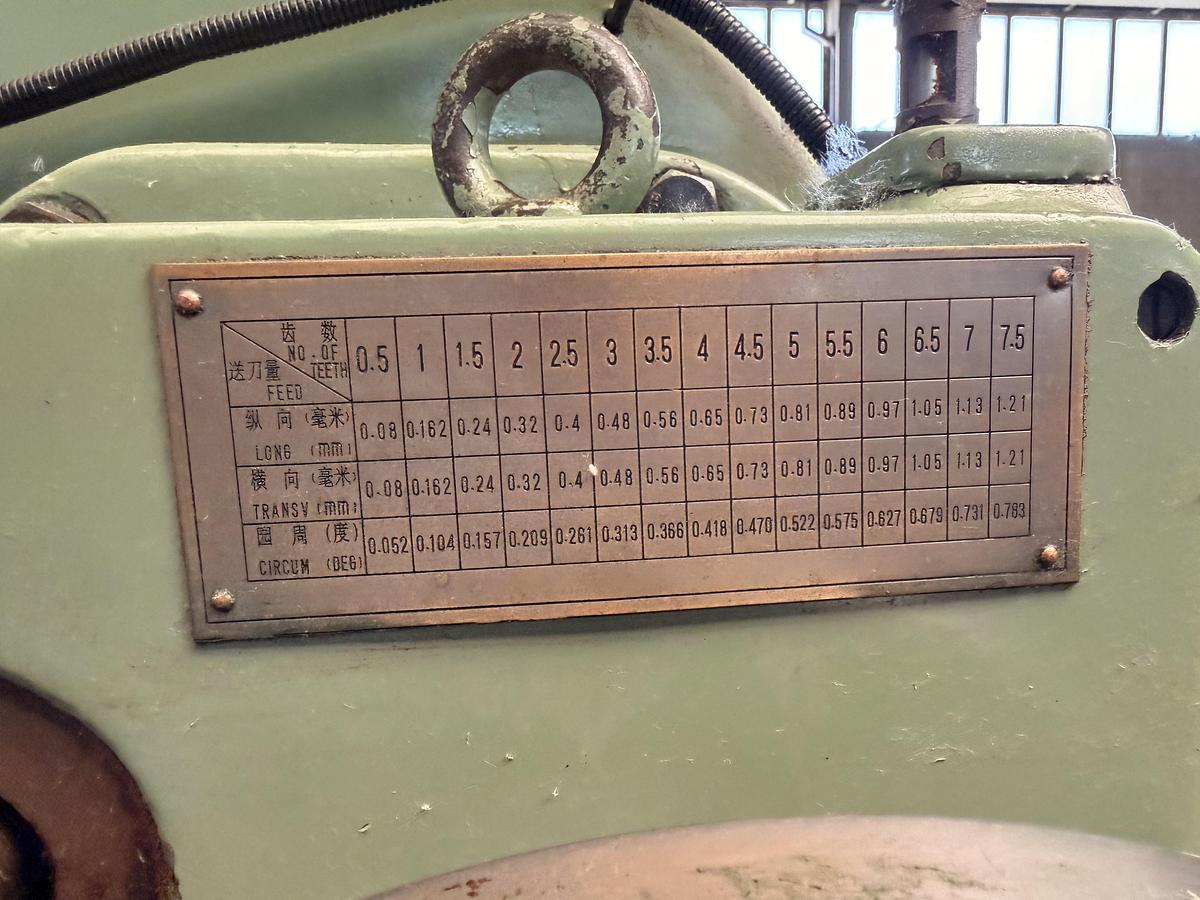 齿 数
NO. OF
TEETH
送刀量
FEED
0.5 1 1.5 2 2.5 3 3.5 4 4.5 5 5.5 6 6.5 7 7.5
纵 向 (毫米)
LONG (mm)
0.08 0.162 0.24 0.32 0.4 0.48 0.56 0.65 0.73 0.81 0.89 0.97 1.05 1.13 1.21
横 向 (毫米)
TRANSV (mm)
0.08 0.162 0.24 0.32 0.4 0.48 0.56 0.65 0.73 0.81 0.89 0.97 1.05 1.13 1.21
圆 周 (度)
CIRCUM (DEG)
0.052 0.104 0.157 0.209 0.261 0.313 0.366 0.418 0.470 0.522 0.575 0.627 0.679 0.731 0.783